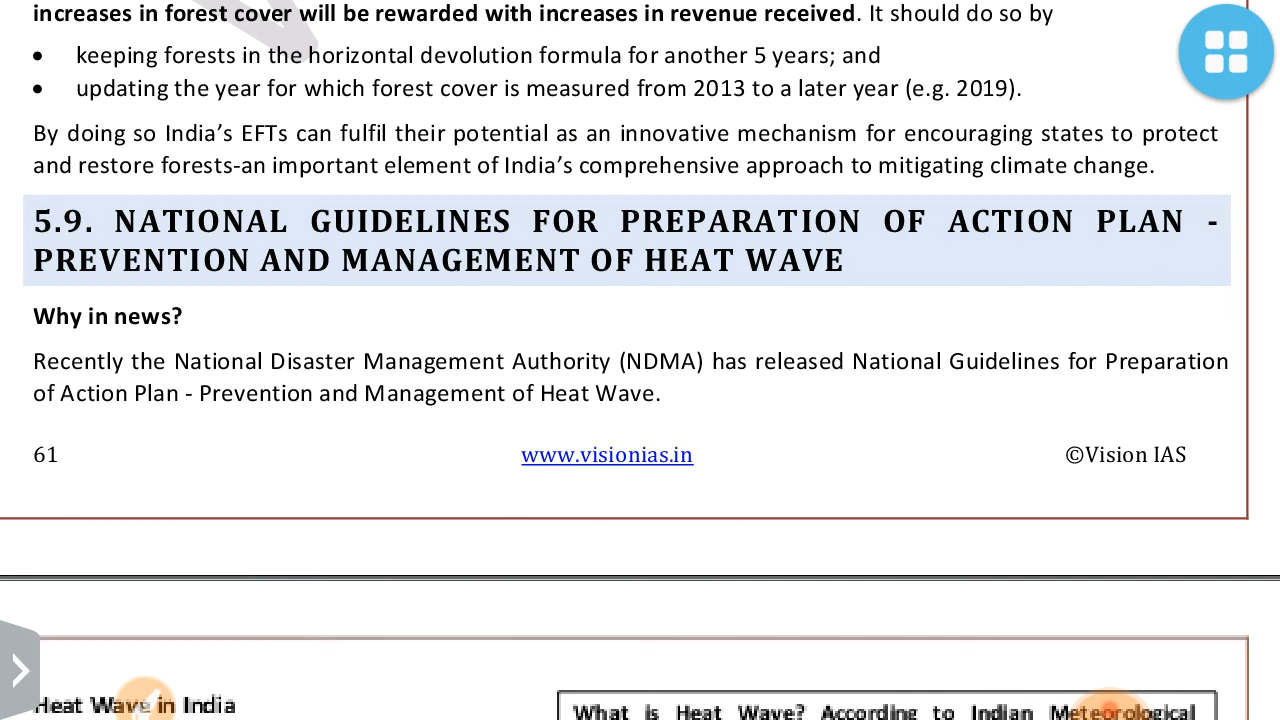 increases in forest cover will be rewarded with increases in revenue received. It should do so by
• keeping forests in the horizontal devolution formula for another 5 years; and
• updating the year for which forest cover is measured from 2013 to a later year (e.g. 2019).
By doing so India's EFTs can fulfil their potential as an innovative mechanism for encouraging states to protect
and restore forests-an important element of India's comprehensive approach to mitigating climate change.
5.9. NATIONAL GUIDELINES FOR PREPARATION OF ACTION PLAN -
PREVENTION AND MANAGEMENT OF HEAT WAVE
Why in news?
Recently the National Disaster Management Authority (NDMA) has released National Guidelines for Preparation
of Action Plan - Prevention and Management of Heat Wave.
61 www.visionias.in ©Vision IAS
Heat Wave in India
What is Heat Wave? According to Indian Meteorological